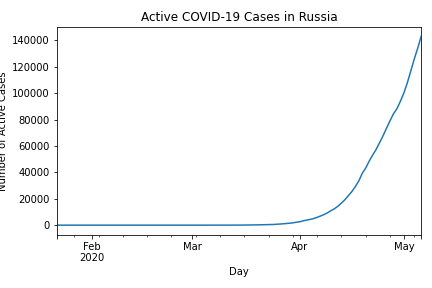 Active COVID-19 Cases in Russia
Number of Active Cases
140000
120000
100000
80000
60000
40000
20000
0
Feb
2020
Mar
Apr
May
Day